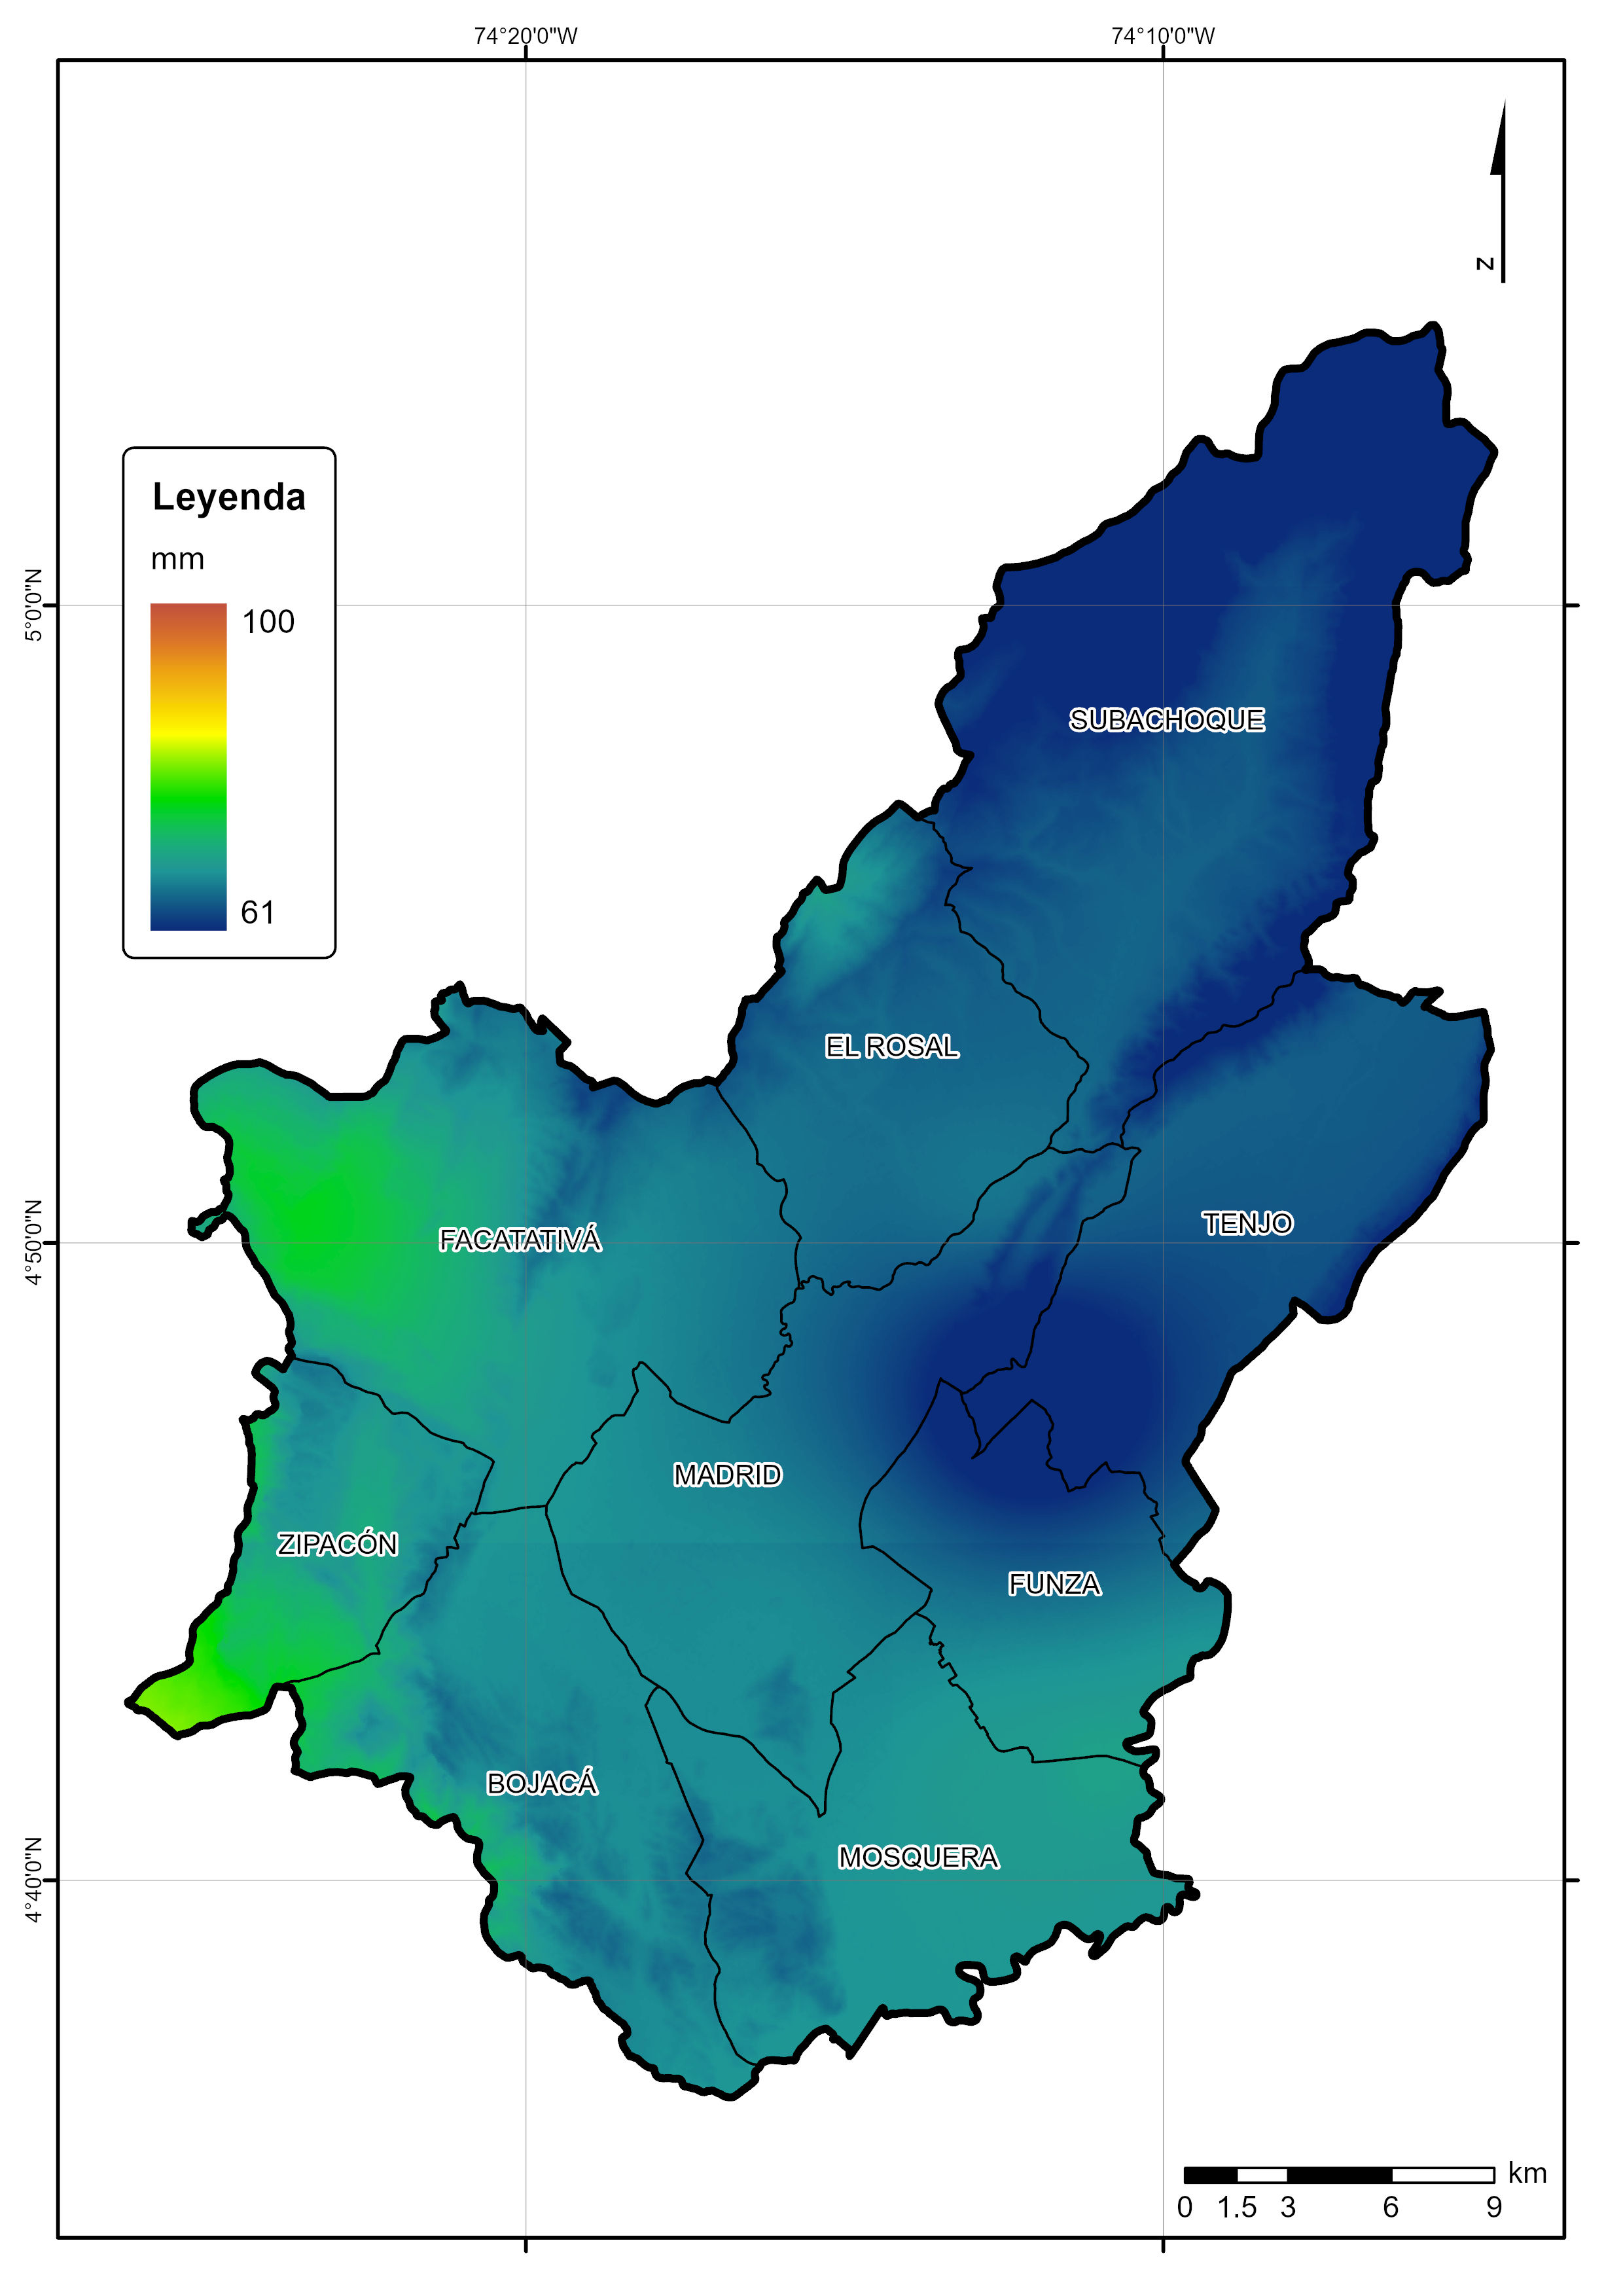 74°20'0"W
74°10'0"W
N
Leyenda
mm
100
61
5°0'0"N
SUBACHOQUE
EL ROSAL
4°50'0"N
FACATATIVÁ
TENJO
MADRID
ZIPACÓN
FUNZA
BOJACÁ
MOSQUERA
4°40'0"N
km
0 1.5 3 6 9